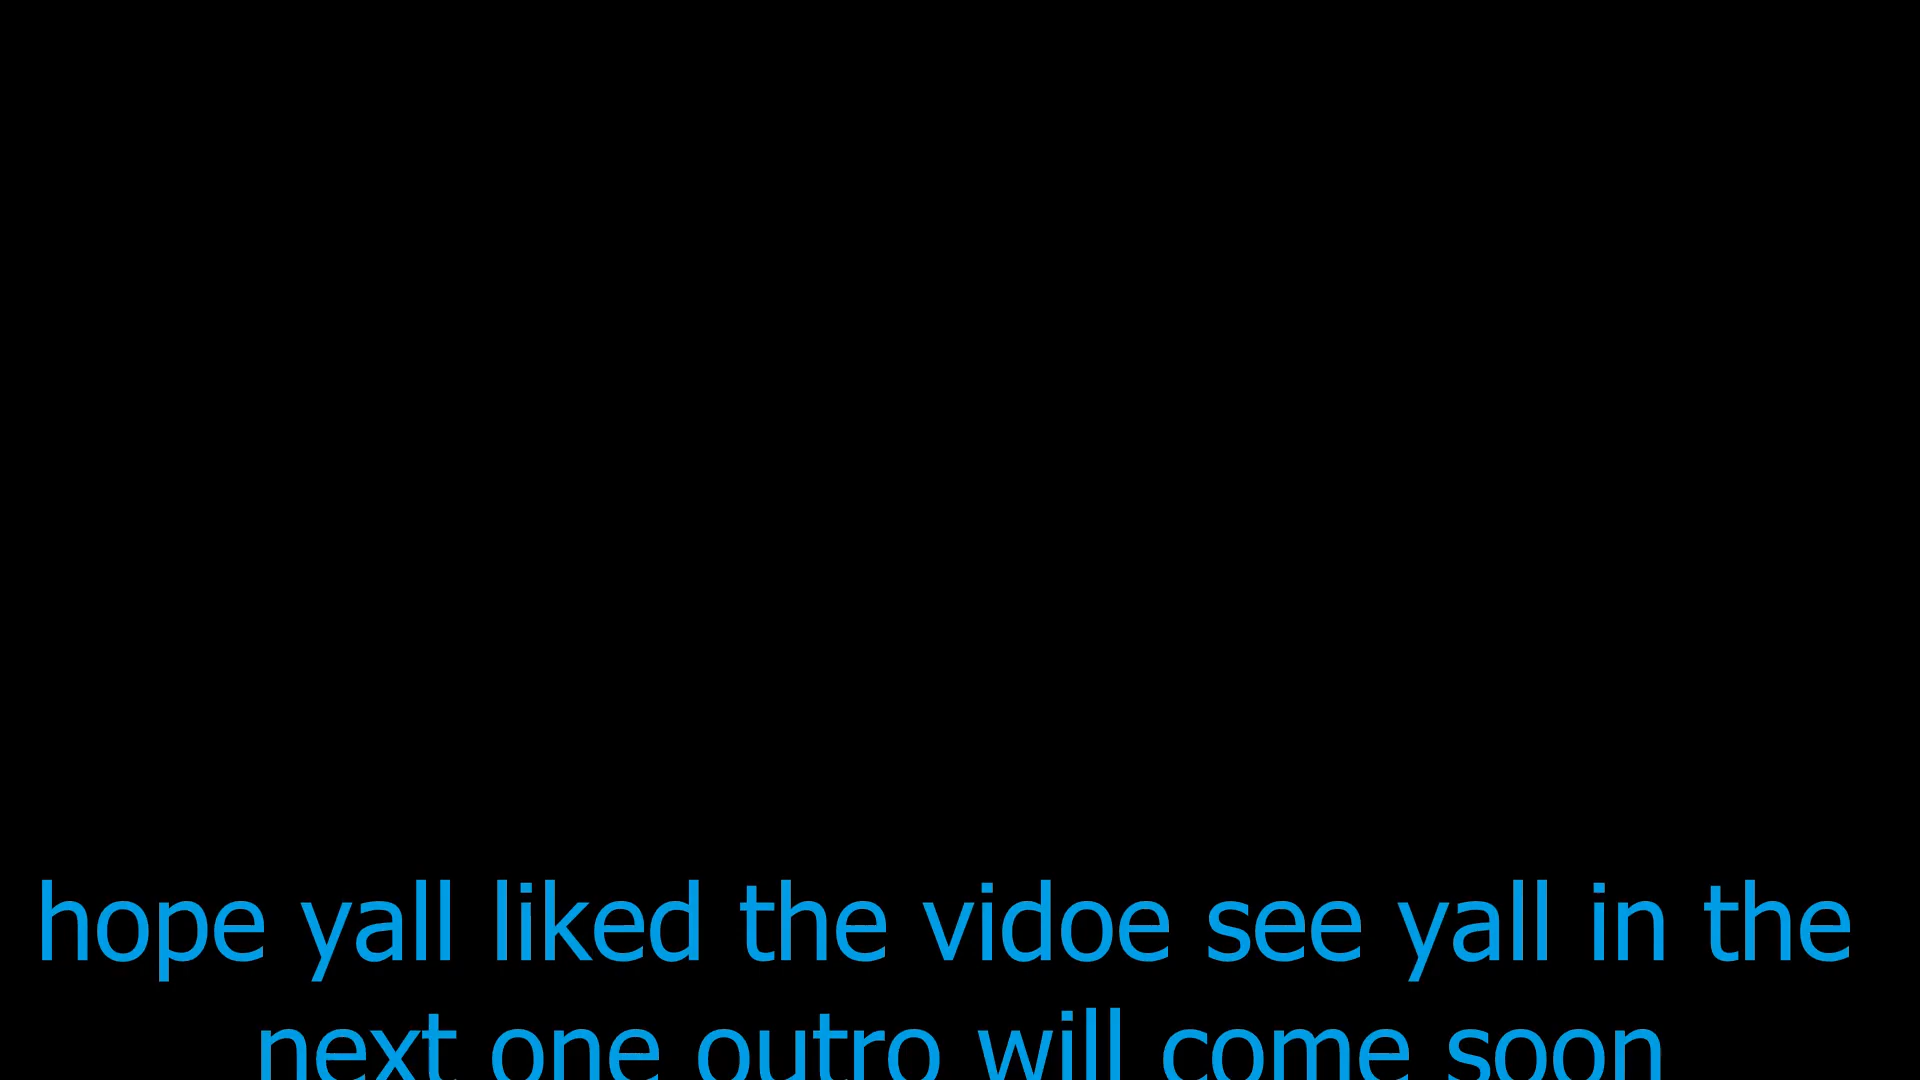 hope yall liked the vidoe see yall in the
next one outro will come soon